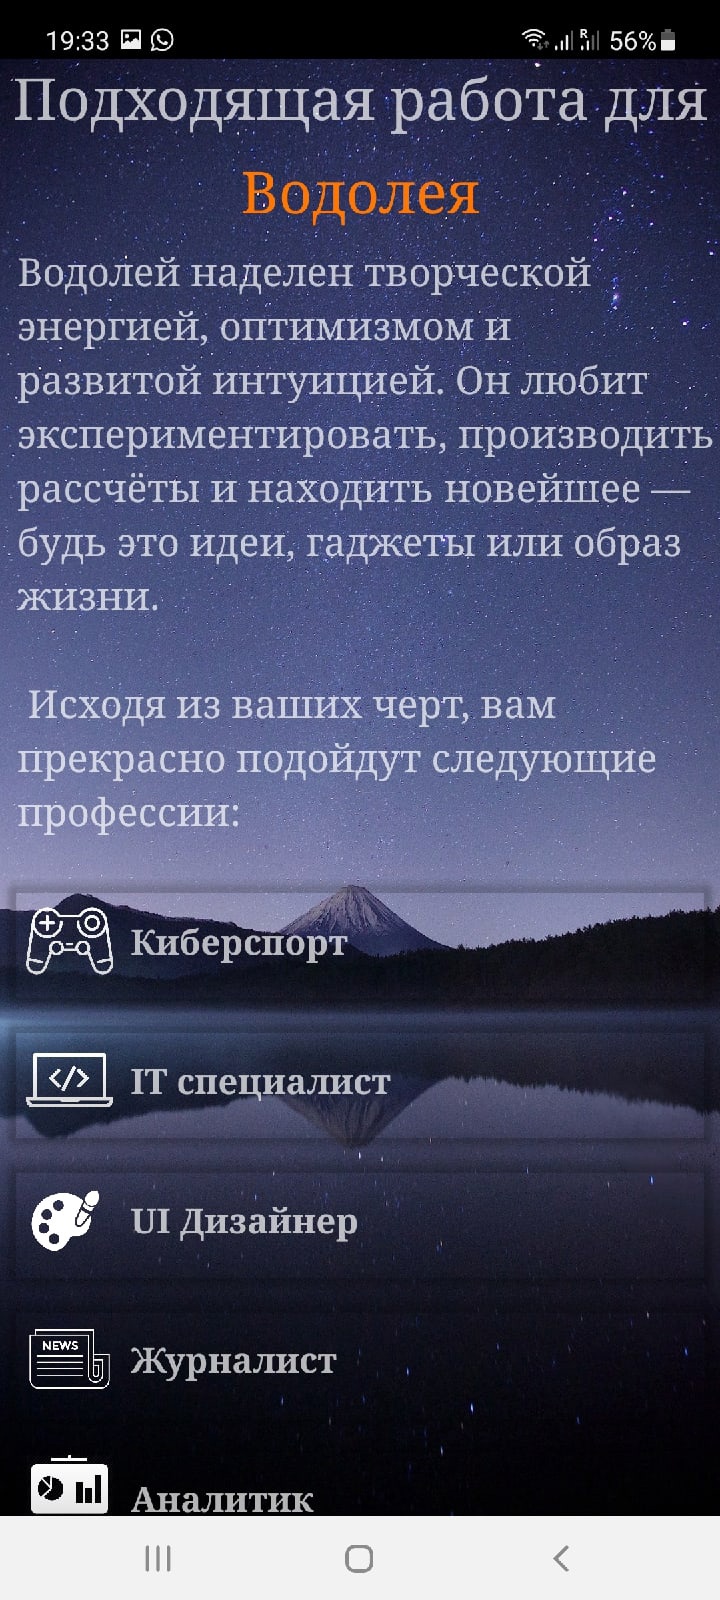 19:33
R
56%
Подходящая работа для
Водолея
Водолей наделен творческой
энергией, оптимизмом и
развитой интуицией. Он любит
экспериментировать, производить
рассчёты и находить новейшее —
будь это идеи, гаджеты или образ
жизни.
Исходя из ваших черт, вам
прекрасно подойдут следующие
профессии:
Киберспорт
</> IT специалист
UI Дизайнер
NEWS
Журналист
Аналитик